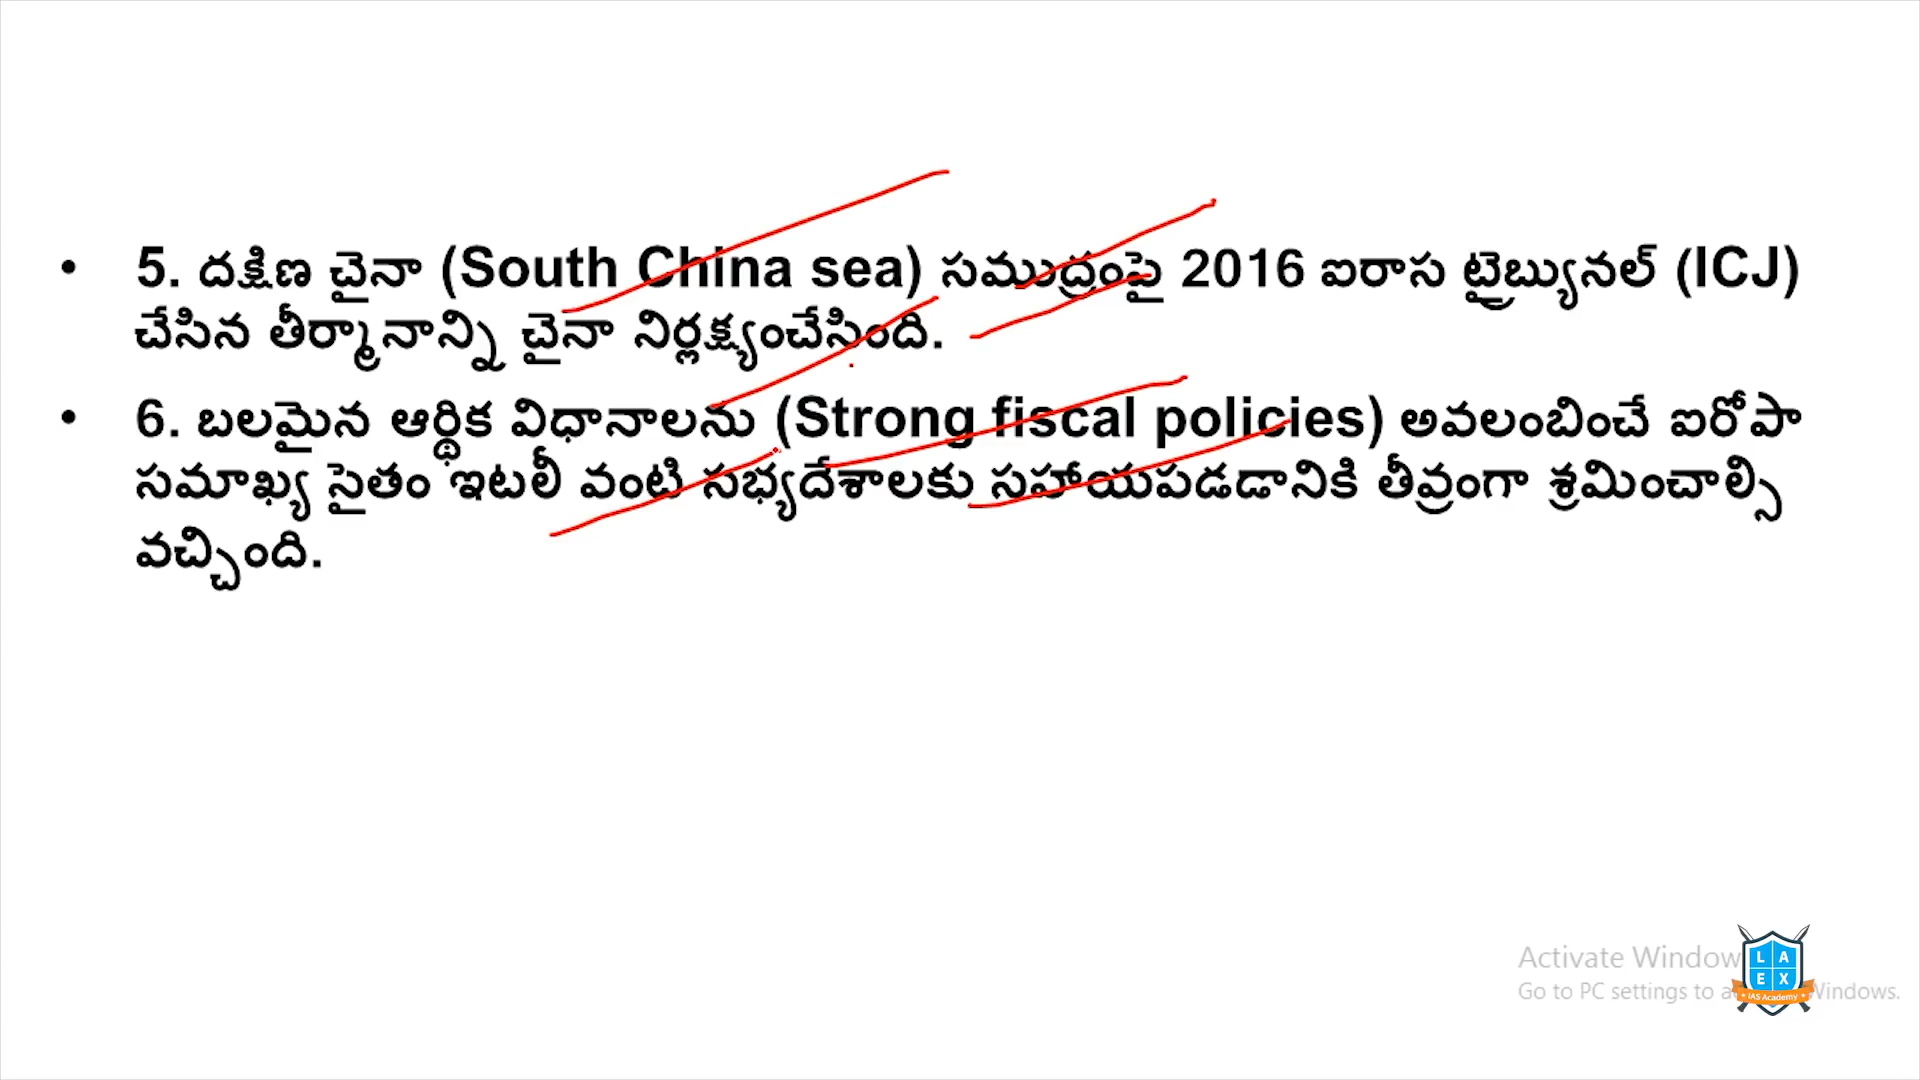 • 5. దక్షిణ చైనా (South China sea) సముద్రంపై 2016 ఐరాస ట్రైబ్యునల్ (ICJ)
చేసిన తీర్మానాన్ని చైనా నిర్లక్ష్యంచేసింది.
• 6. బలమైన ఆర్థిక విధానాలను (Strong fiscal policies) అవలంబించే ఐరోపా
సమాఖ్య సైతం ఇటలీ వంటి సభ్యదేశాలకు సహాయపడడానికి తీవ్రంగా శ్రమించాల్సి
వచ్చింది.
Activate Window
Go to PC settings to a Windows.
L A
E X
IAS Academy